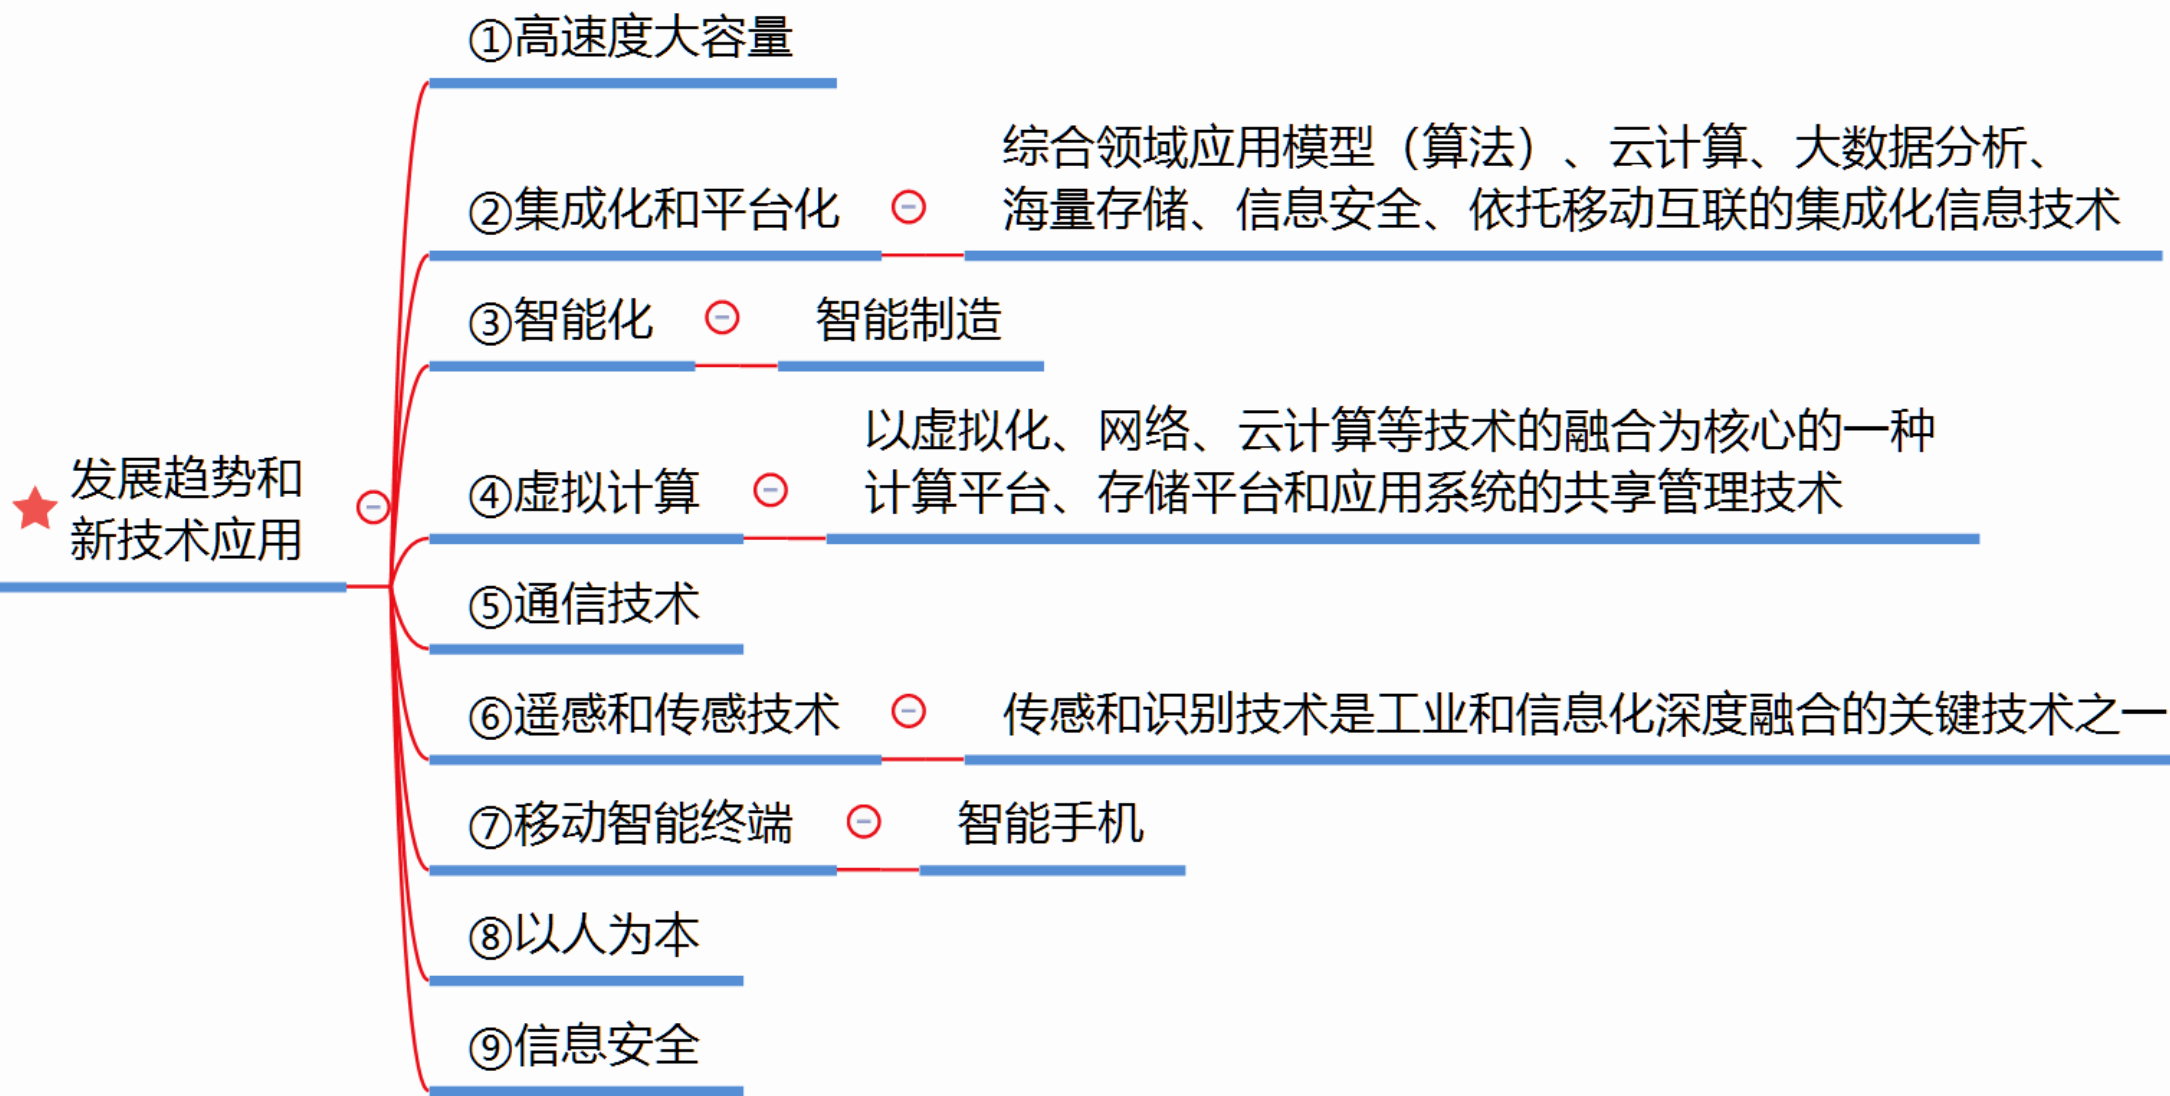 ①高速度大容量
综合领域应用模型（算法）、云计算、大数据分析、
②集成化和平台化
海量存储、信息安全、依托移动互联的集成化信息技术
③智能化
智能制造
以虚拟化、网络、云计算等技术的融合为核心的一种
④虚拟计算
计算平台、存储平台和应用系统的共享管理技术
发展趋势和
新技术应用
⑤通信技术
⑥遥感和传感技术
传感和识别技术是工业和信息化深度融合的关键技术之一
⑦移动智能终端
智能手机
⑧以人为本
⑨信息安全